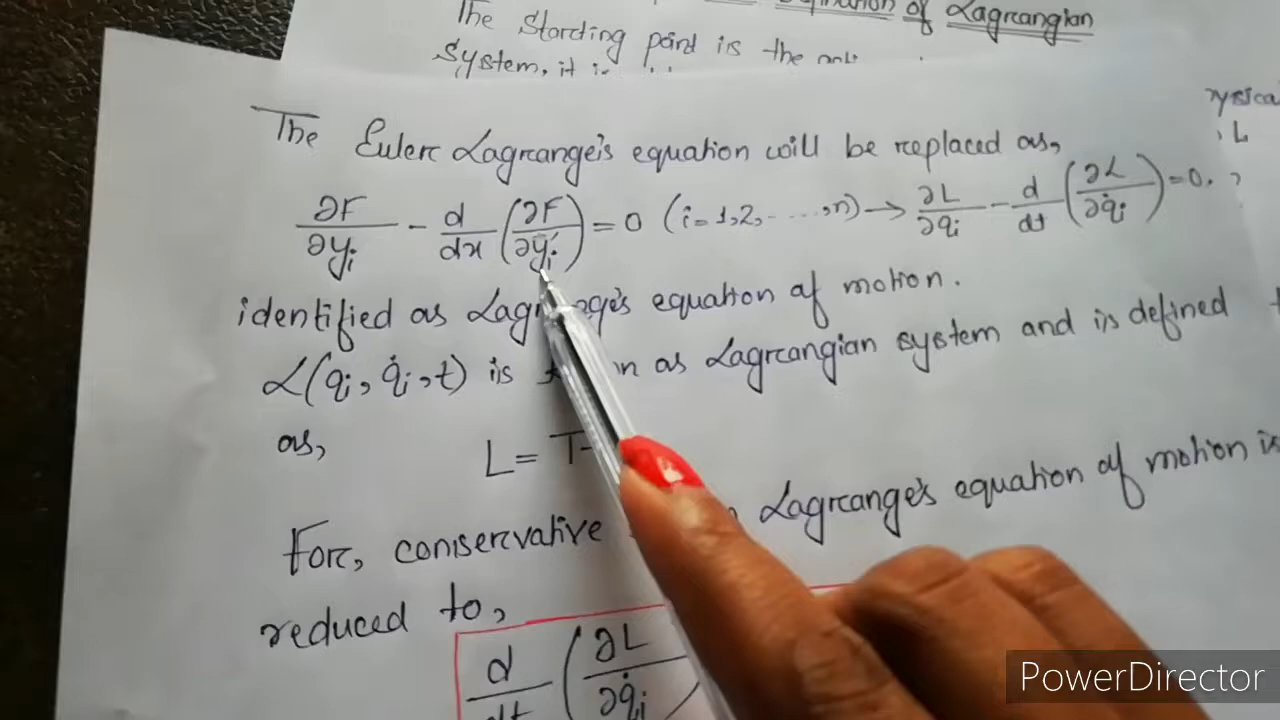 of Lagrangian
The Starting point is the
System, it is
The Euler Lagrange's equation will be replaced as,
∂F/∂yi - d/dx (∂F/∂yi′) = 0 (i=1,2,-....,n) → ∂L/∂qi - d/dt (∂L/∂q̇i) = 0.,
identified as Lagrange's equation of motion.
L(qi, q̇i, t) is as Lagrangian system and is defined
as,
L = T-
For, conservative Lagrange's equation of motion is
reduced to,
d/dt (∂L/∂q̇i)
, L
PowerDirector